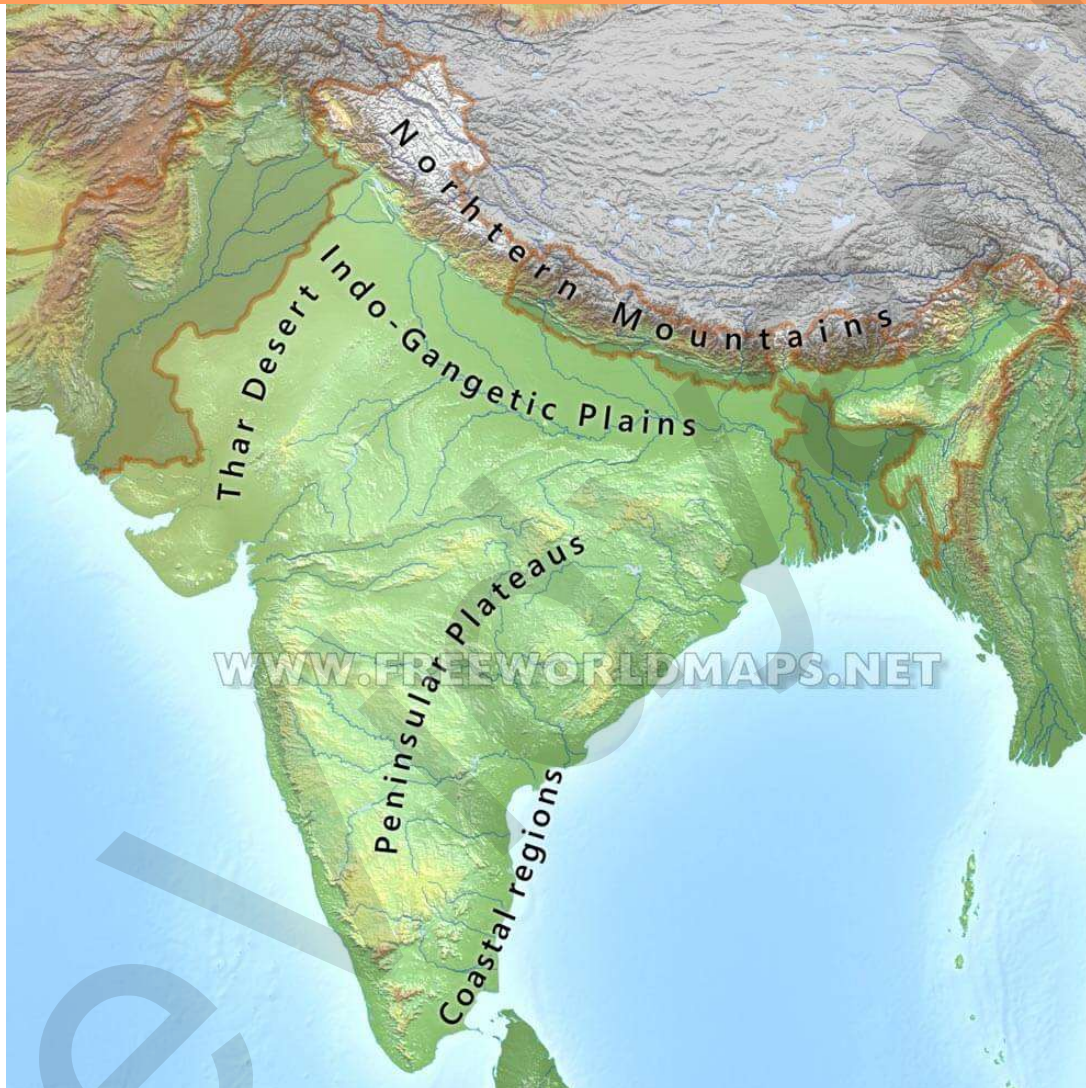 Norhtern Mountains
Indo-Gangetic Plains
Thar Desert
Peninsular Plateaus
WWW.FREEWORLDMAPS.NET
Coastal regions